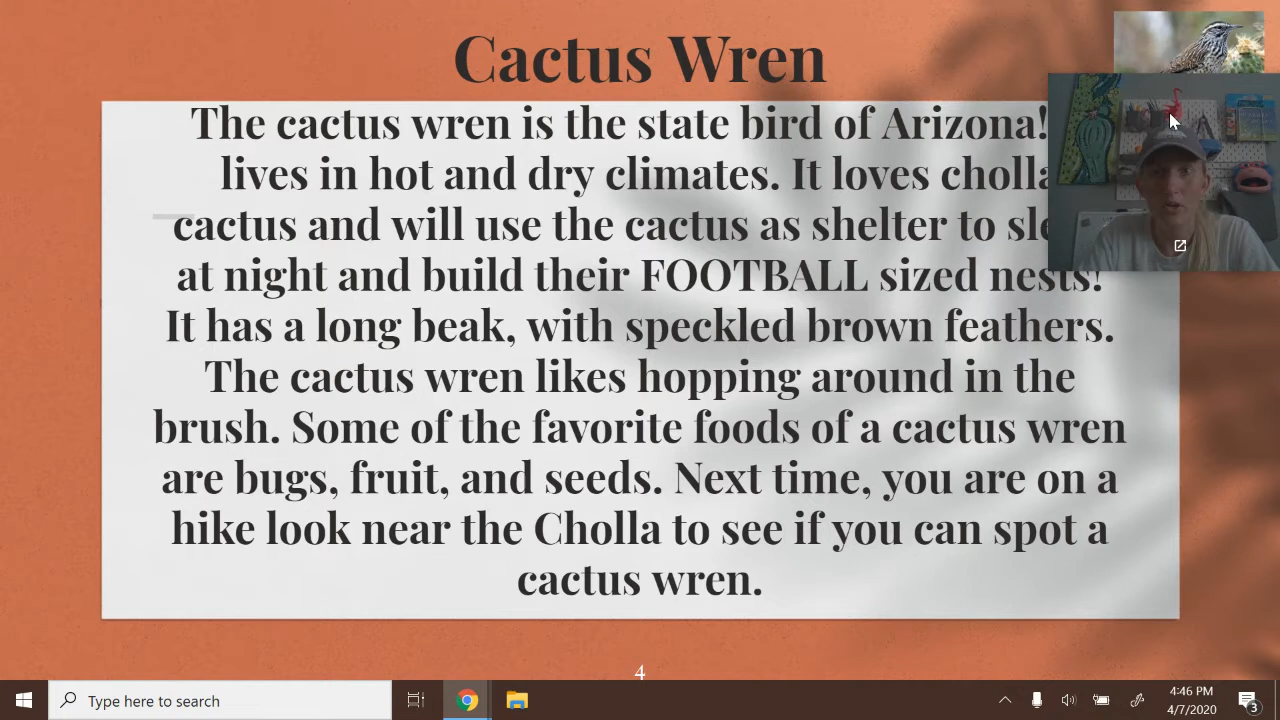 Cactus Wren
The cactus wren is the state bird of Arizona!
lives in hot and dry climates. It loves cholla
cactus and will use the cactus as shelter to
at night and build their FOOTBALL sized nests!
It has a long beak, with speckled brown feathers.
The cactus wren likes hopping around in the
brush. Some of the favorite foods of a cactus wren
are bugs, fruit, and seeds. Next time, you are on a
hike look near the Cholla to see if you can spot a
cactus wren.
4
Type here to search
4:46 PM
4/7/2020
3